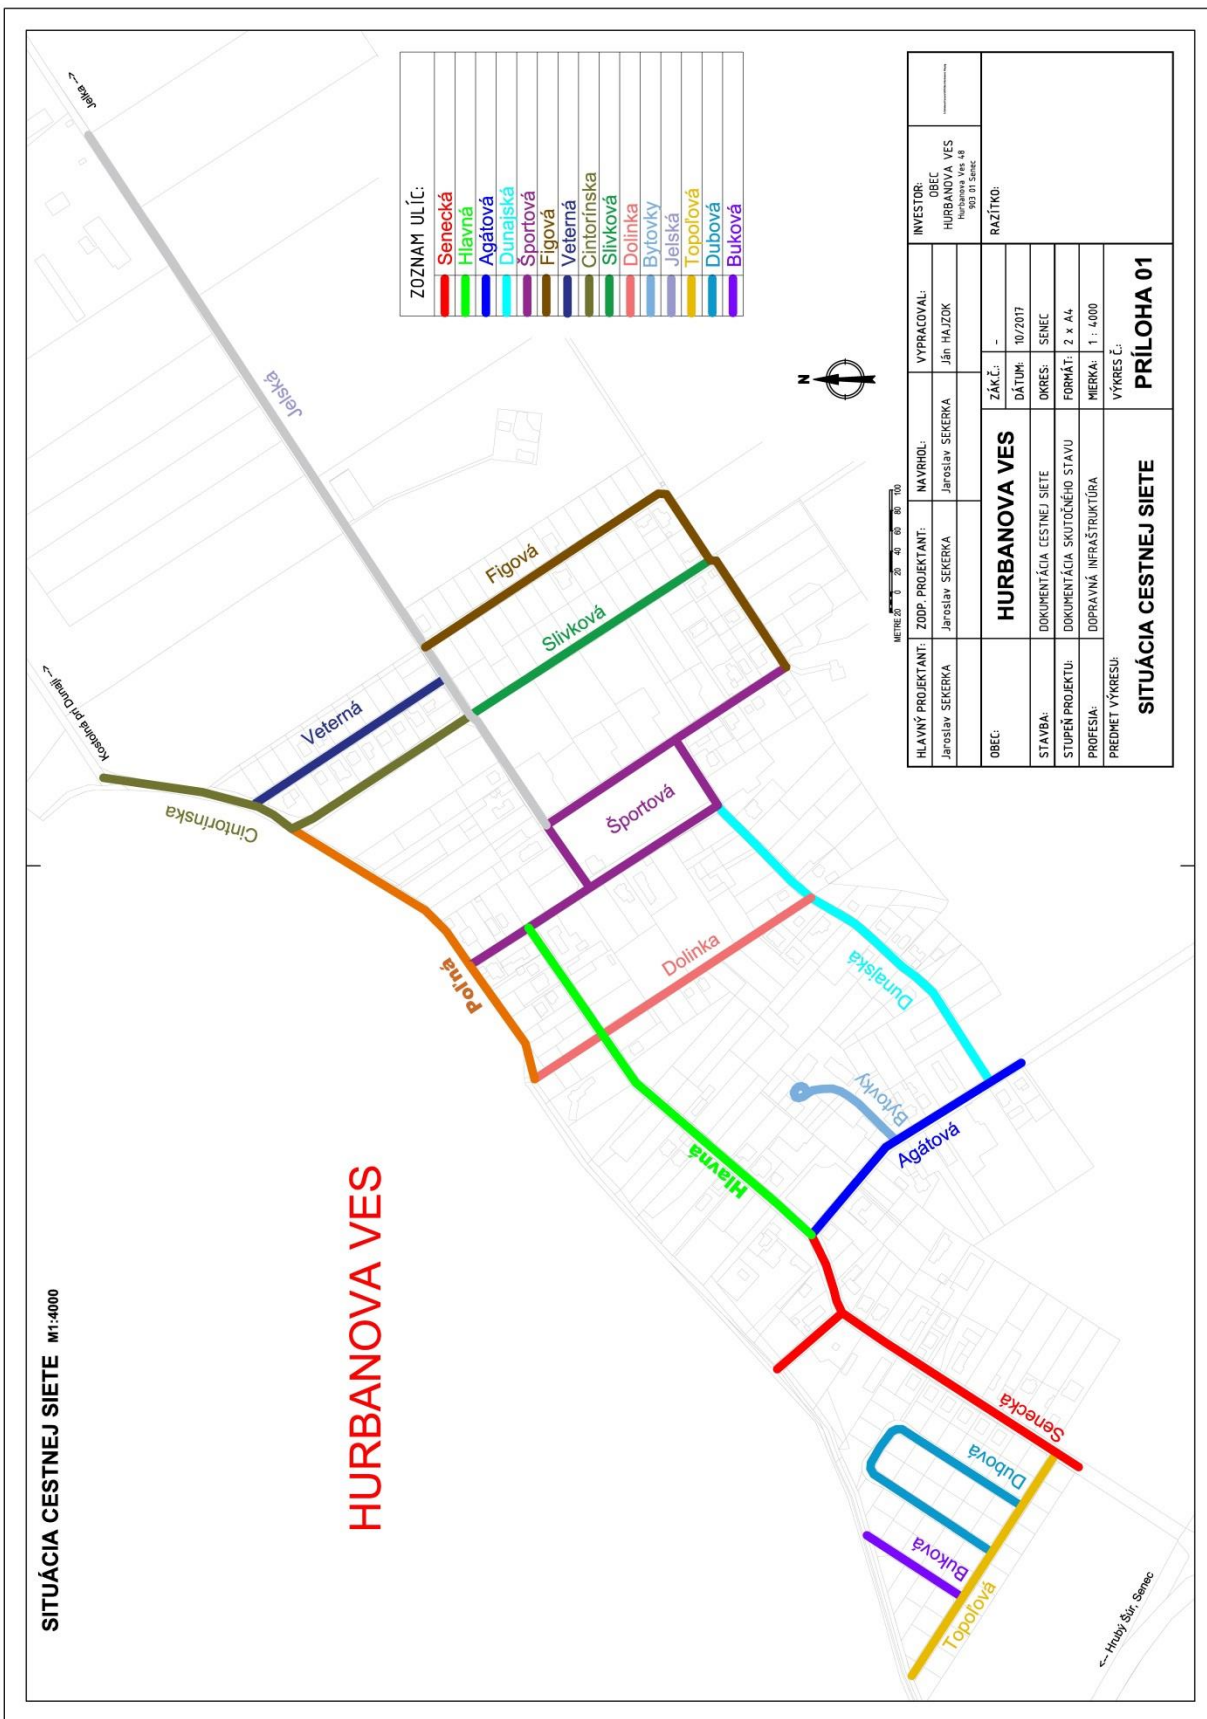 SITUÁCIA CESTNEJ SIETE M1:4000
HURBANOVA VES
Jelka -->
Kostolná pri Dunaji -->
<-- Hrubý Šúr, Senec
Jelská
Figová
Slivková
Veterná
Cintorínska
Športová
Poľná
Dolinka
Dunajská
Bytovky
Hlavná
Agátová
Senecká
Dubová
Buková
Topoľová
ZOZNAM ULÍC:
Senecká
Hlavná
Agátová
Dunajská
Športová
Figová
Veterná
Cintorínska
Slivková
Dolinka
Bytovky
Jelská
Topoľová
Dubová
Buková
N
METRE 20 0 20 40 60 80 100
HLAVNÝ PROJEKTANT: ZODP. PROJEKTANT: NAVRHOL: VYPRACOVAL: INVESTOR:
Jaroslav SEKERKA Jaroslav SEKERKA Jaroslav SEKERKA Ján HAJZOK
OBEC
HURBANOVA VES
Hurbanova Ves 48
903 01 Senec
OBEC: HURBANOVA VES
ZÁK.Č.: -
DÁTUM: 10/2017
RAZÍTKO:
STAVBA: DOKUMENTÁCIA CESTNEJ SIETE OKRES: SENEC
STUPEŇ PROJEKTU: DOKUMENTÁCIA SKUTOČNÉHO STAVU FORMÁT: 2 x A4
PROFESIA: DOPRAVNÁ INFRAŠTRUKTÚRA MIERKA: 1 : 4000
PREDMET VÝKRESU: VÝKRES Č.:
SITUÁCIA CESTNEJ SIETE PRÍLOHA 01